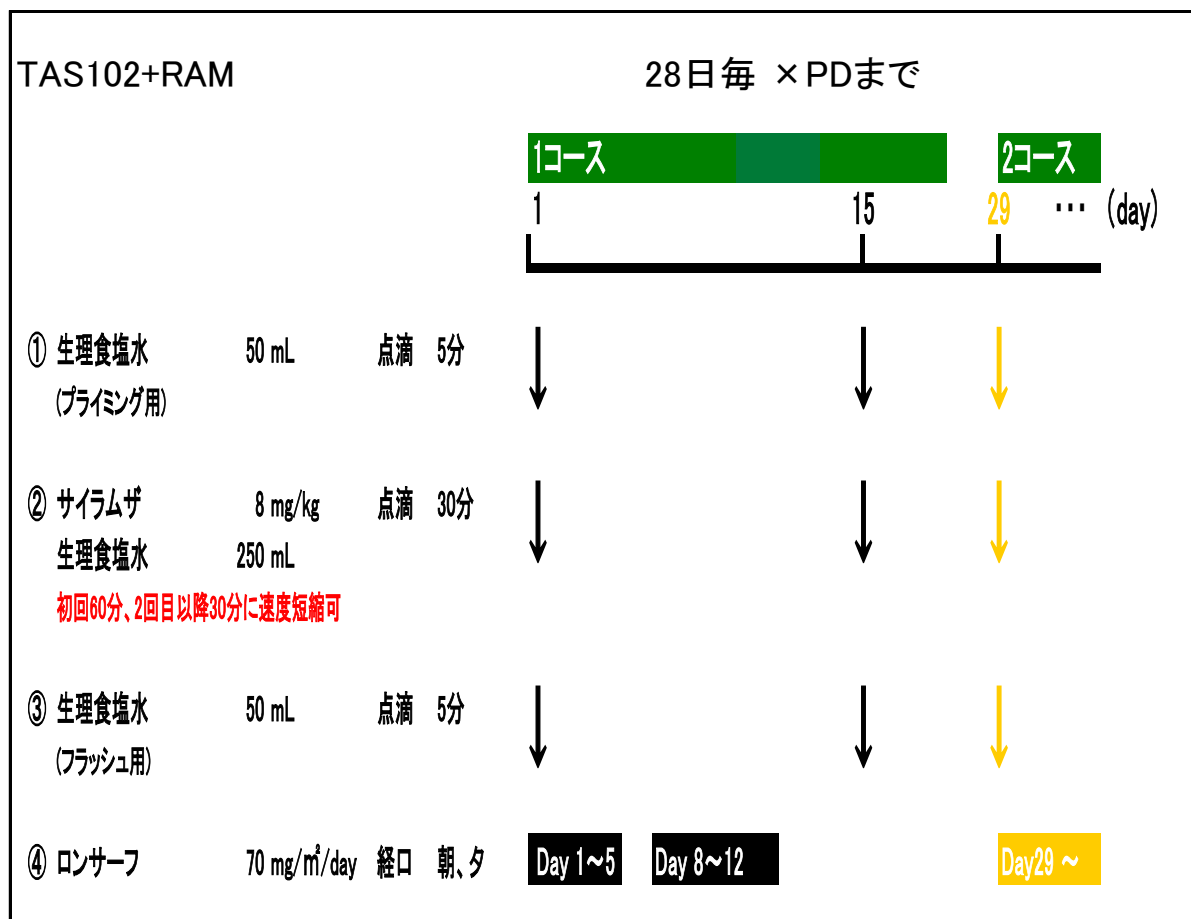 TAS102+RAM 28日毎 ×PDまで
1コース 2コース
1 15 29 ・・・ (day)
① 生理食塩水 50 mL 点滴 5分
(プライミング用)
② サイラムザ 8 mg/kg 点滴 30分
生理食塩水 250 mL
初回60分、2回目以降30分に速度短縮可
③ 生理食塩水 50 mL 点滴 5分
(フラッシュ用)
④ ロンサーフ 70 mg/㎡/day 経口 朝、夕 Day 1～5 Day 8～12 Day29 ～